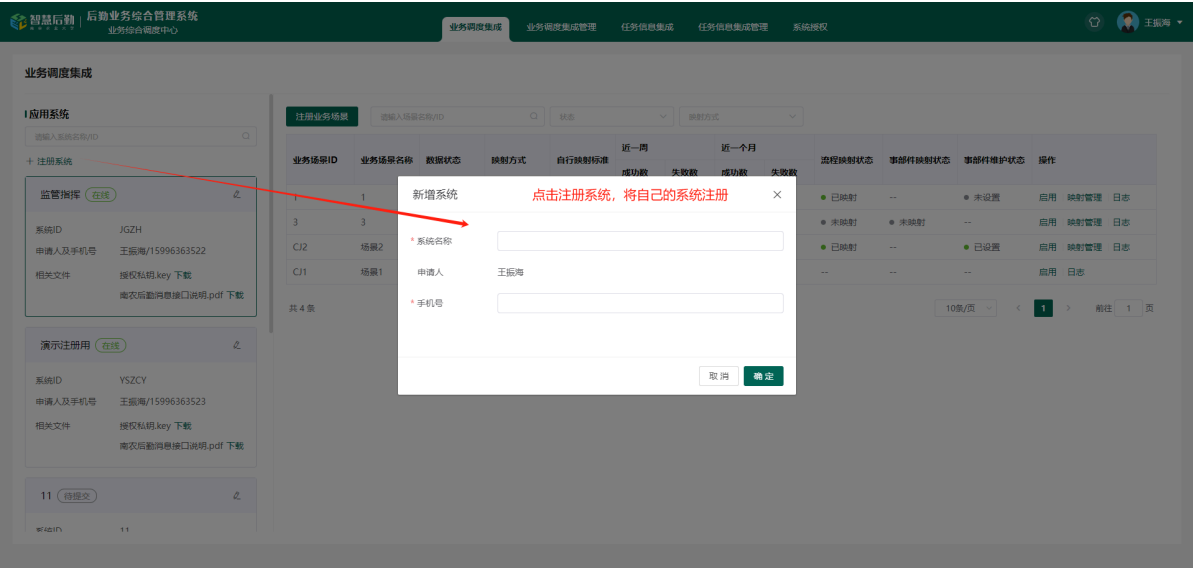 智慧后勤 后勤业务综合管理系统
业务综合调度中心
业务调度集成 业务调度集成管理 任务信息集成 任务信息集成管理 系统授权
王振海
业务调度集成
应用系统
请输入系统名称/ID
+ 注册系统
监管指挥 在线
系统ID JGZH
申请人及手机号 王振海/15996363522
相关文件 授权私钥.key 下载
南农后勤消息接口说明.pdf 下载
演示注册用 在线
系统ID YSZCY
申请人及手机号 王振海/15996363523
相关文件 授权私钥.key 下载
南农后勤消息接口说明.pdf 下载
11 待提交
系统ID 11
注册业务场景 请输入场景名称/ID 状态 映射方式
业务场景ID 业务场景名称 数据状态 映射方式 自行映射标准 近一周 近一个月 流程映射状态 事部件映射状态 事部件维护状态 操作
成功数 失败数 成功数 失败数
1 1 已映射 -- 未设置 启用 映射管理 日志
3 3 未映射 未映射 -- 启用 映射管理 日志
CJ2 场景2 已映射 -- 已设置 启用 映射管理 日志
CJ1 场景1 -- -- -- 启用 日志
共 4 条 10条/页 1 前往 1 页
新增系统 点击注册系统，将自己的系统注册
* 系统名称
申请人 王振海
* 手机号
取消 确定